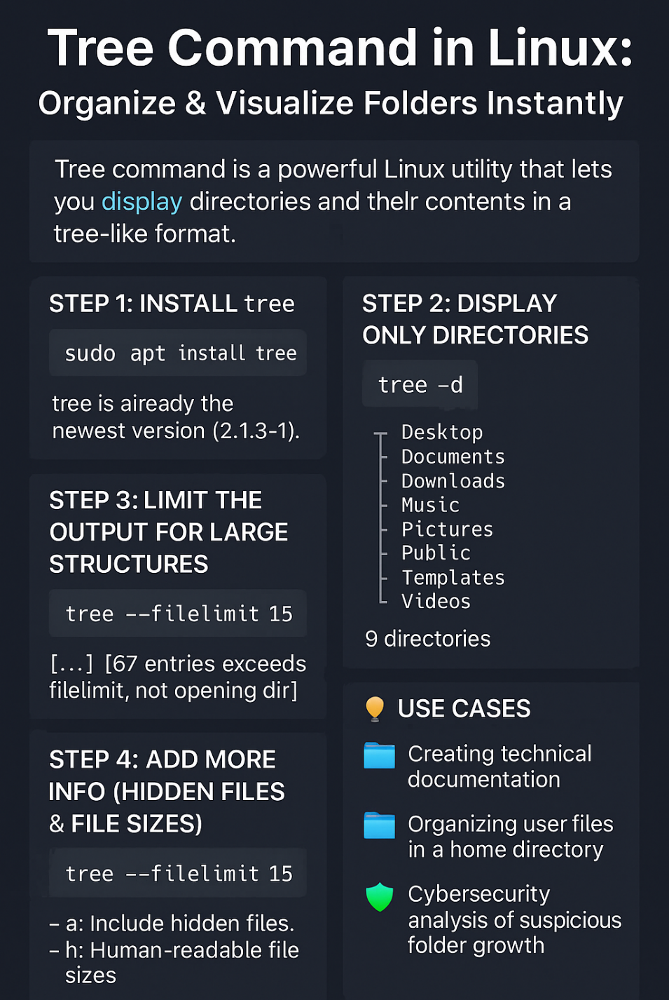 Tree Command in Linux:
Organize & Visualize Folders Instantly
Tree command is a powerful Linux utility that lets
you display directories and thelr contents in a
tree-like format.
STEP 1: INSTALL tree
sudo apt install tree
tree is aiready the
newest version (2.1.3-1).
STEP 2: DISPLAY
ONLY DIRECTORIES
tree -d
Desktop
Documents
Downloads
Music
Pictures
Public
Templates
Videos
9 directories
STEP 3: LIMIT THE
OUTPUT FOR LARGE
STRUCTURES
tree --filelimit 15
[...] [67 entries exceeds
filelimit, not opening dir]
STEP 4: ADD MORE
INFO (HIDDEN FILES
& FILE SIZES)
tree --filelimit 15
– a: Include hidden files.
– h: Human-readable file
sizes
USE CASES
Creating technical
documentation
Organizing user files
in a home directory
Cybersecurity
analysis of suspicious
folder growth